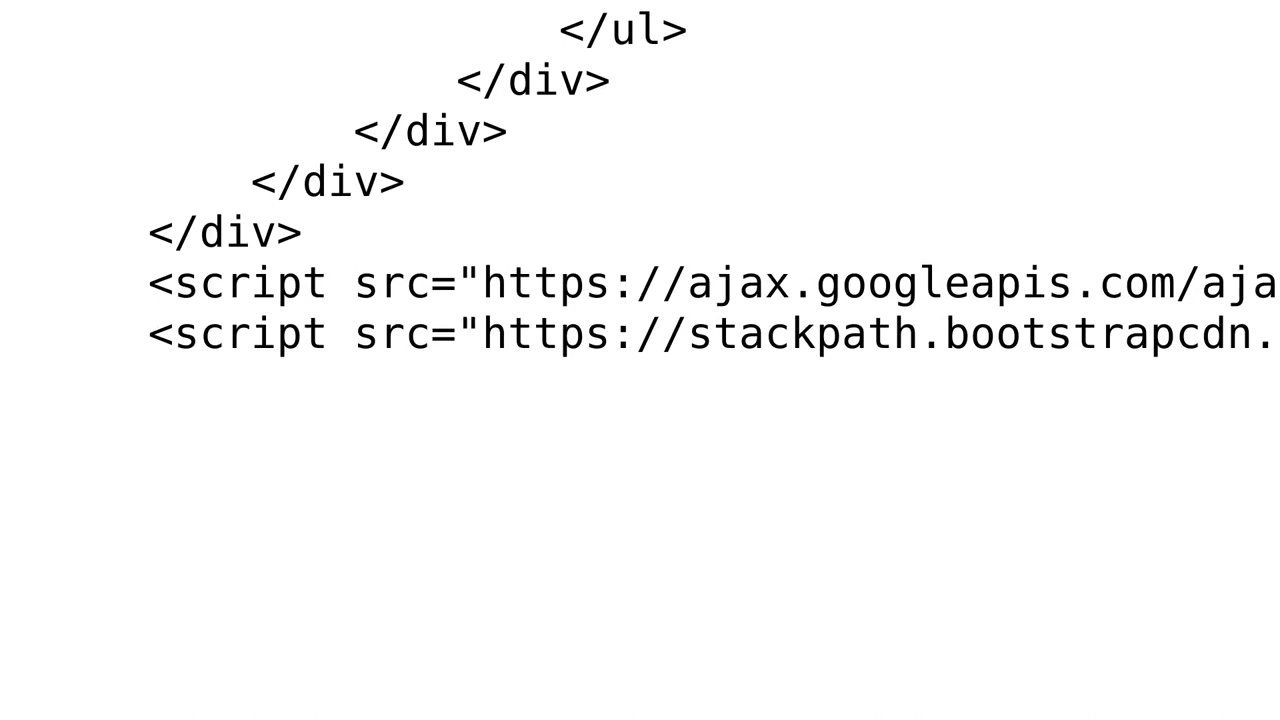 </ul>
</div>
</div>
</div>
</div>
<script src="https://ajax.googleapis.com/aja
<script src="https://stackpath.bootstrapcdn.